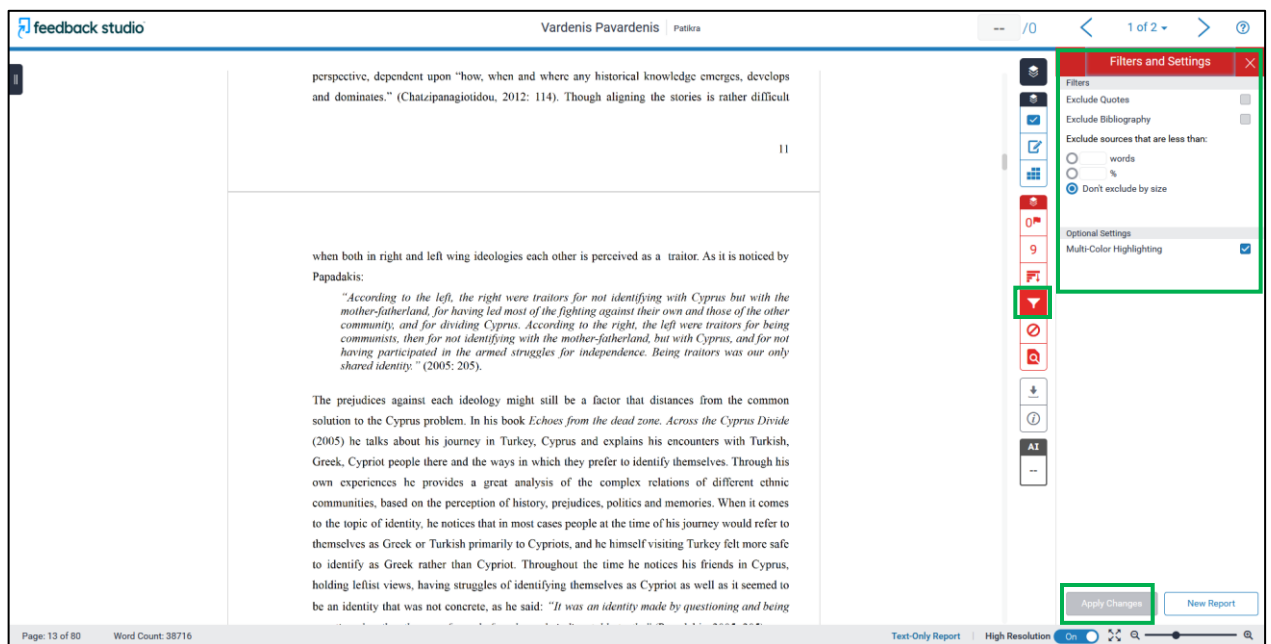 feedback studio
Vardenis Pavardenis Patikra
-- /0
1 of 2
Filters and Settings
Filters
Exclude Quotes
Exclude Bibliography
Exclude sources that are less than:
words
%
Don't exclude by size
Optional Settings
Multi-Color Highlighting
perspective, dependent upon “how, when and where any historical knowledge emerges, develops
and dominates.” (Chatzipanagiotidou, 2012: 114). Though aligning the stories is rather difficult
11
when both in right and left wing ideologies each other is perceived as a traitor. As it is noticed by
Papadakis:
“According to the left, the right were traitors for not identifying with Cyprus but with the
mother-fatherland, for having led most of the fighting against their own and those of the other
community, and for dividing Cyprus. According to the right, the left were traitors for being
communists, then for not identifying with the mother-fatherland, but with Cyprus, and for not
having participated in the armed struggles for independence. Being traitors was our only
shared identity.” (2005: 205).
The prejudices against each ideology might still be a factor that distances from the common
solution to the Cyprus problem. In his book Echoes from the dead zone. Across the Cyprus Divide
(2005) he talks about his journey in Turkey, Cyprus and explains his encounters with Turkish,
Greek, Cypriot people there and the ways in which they prefer to identify themselves. Through his
own experiences he provides a great analysis of the complex relations of different ethnic
communities, based on the perception of history, prejudices, politics and memories. When it comes
to the topic of identity, he notices that in most cases people at the time of his journey would refer to
themselves as Greek or Turkish primarily to Cypriots, and he himself visiting Turkey felt more safe
to identify as Greek rather than Cypriot. Throughout the time he notices his friends in Cyprus,
holding leftist views, having struggles of identifying themselves as Cypriot as well as it seemed to
be an identity that was not concrete, as he said: “It was an identity made by questioning and being
0
9
AI
--
Apply Changes
New Report
Page: 13 of 80
Word Count: 38716
Text-Only Report
High Resolution On